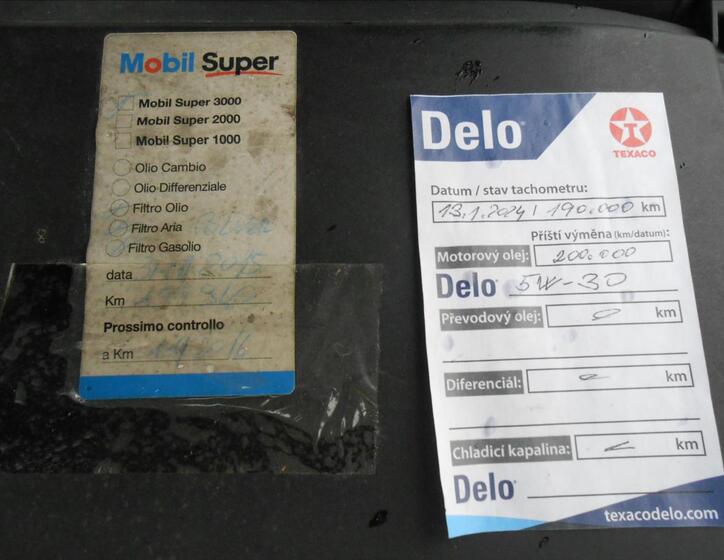 Mobil Super
Mobil Super 3000
Mobil Super 2000
Mobil Super 1000
Olio Cambio
Olio Differenziale
Filtro Olio
Filtro Aria
Filtro Gasolio
data
Km
Prossimo controllo
a Km
Delo
TEXACO
Datum / stav tachometru:
13.1.2024 / 190.000 km
Příští výměna (km/datum):
Motorový olej: 200.000
Delo 5W-30
Převodový olej: km
Diferenciál: km
Chladicí kapalina: km
Delo
texacodelo.com